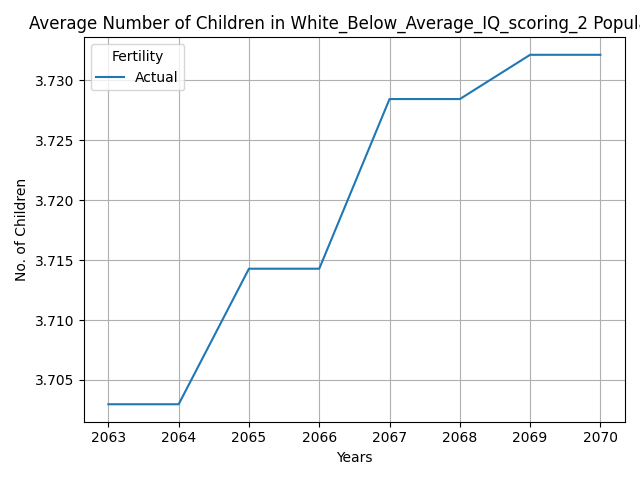 Average Number of Children in White_Below_Average_IQ_scoring_2 Popula
Fertility
Actual
3.730
3.725
3.720
3.715
3.710
3.705
No. of Children
2063 2064 2065 2066 2067 2068 2069 2070
Years